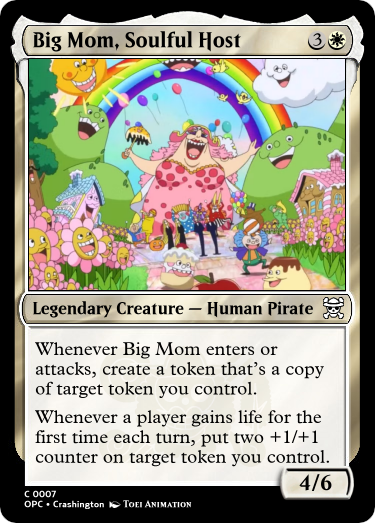 Big Mom, Soulful Host 3
Legendary Creature — Human Pirate
Whenever Big Mom enters or
attacks, create a token that's a copy
of target token you control.
Whenever a player gains life for the
first time each turn, put two +1/+1
counter on target token you control.
4/6
C 0007
OPC • Crashington TOEI ANIMATION